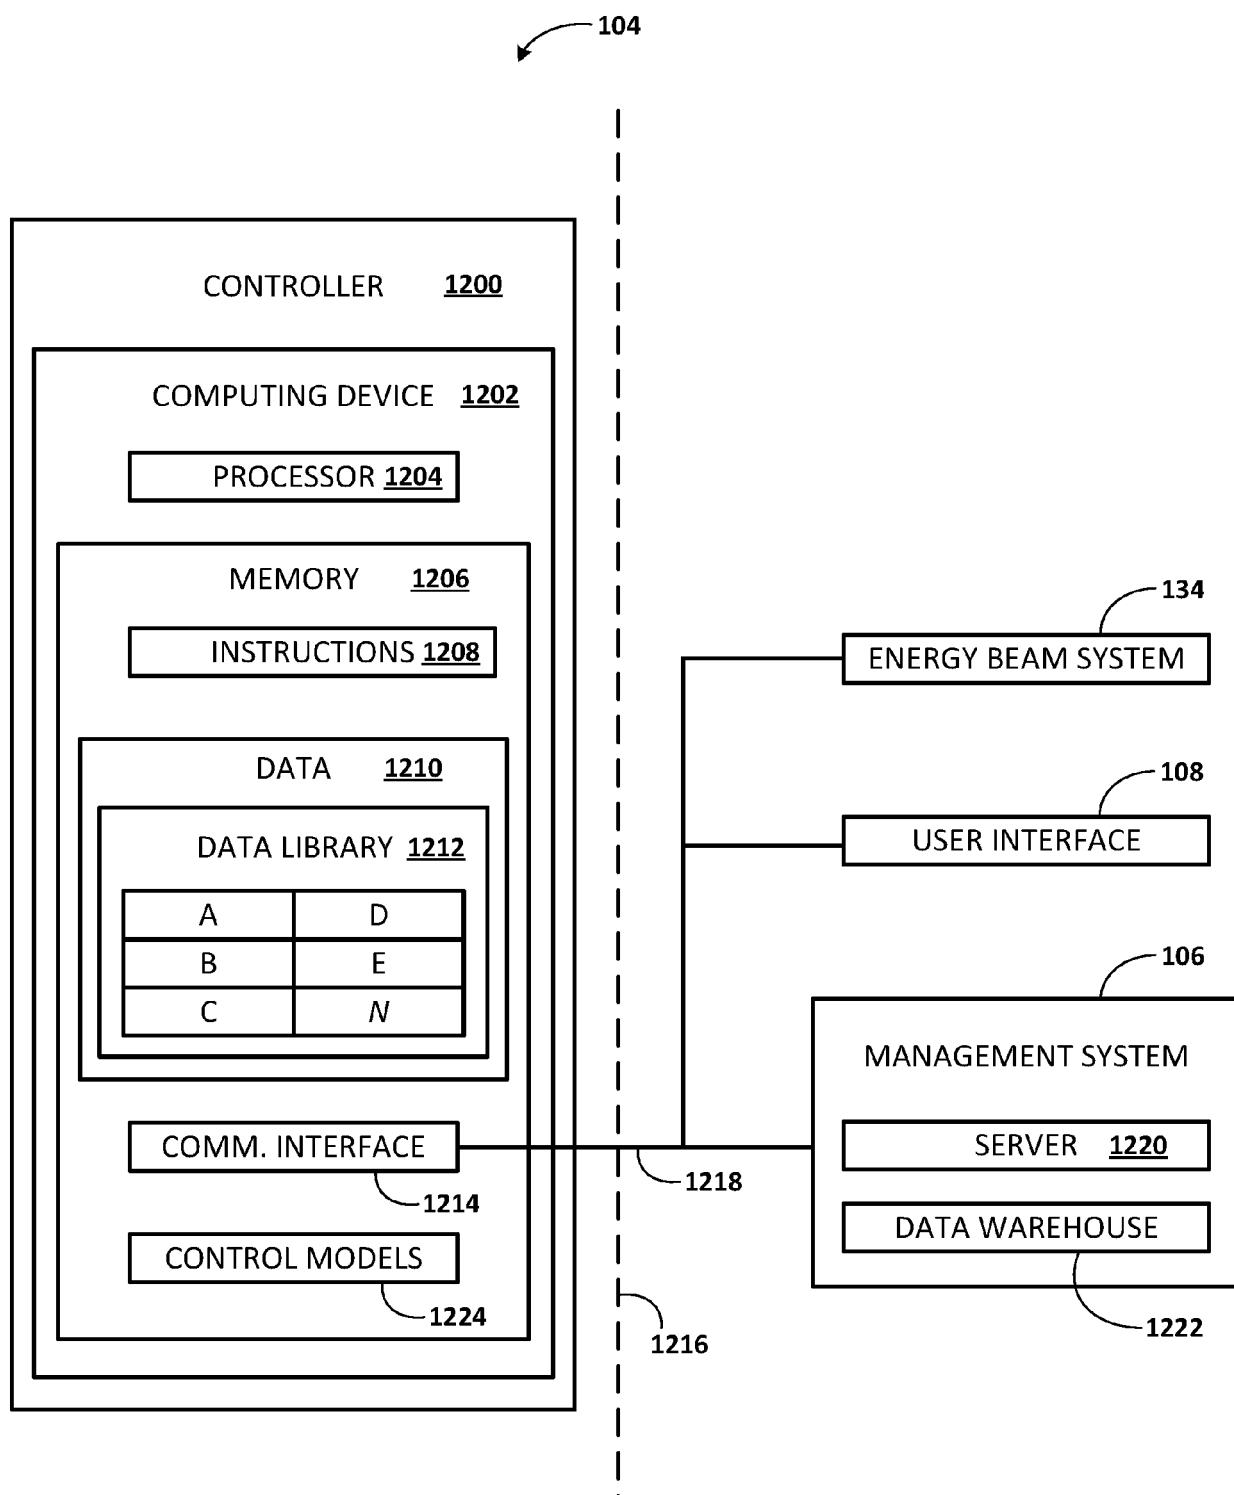 104
CONTROLLER 1200
COMPUTING DEVICE 1202
PROCESSOR 1204
MEMORY 1206
INSTRUCTIONS 1208
DATA 1210
DATA LIBRARY 1212
A D
B E
C N
COMM. INTERFACE
1214
CONTROL MODELS
1224
1216
1218
134
ENERGY BEAM SYSTEM
108
USER INTERFACE
106
MANAGEMENT SYSTEM
SERVER 1220
DATA WAREHOUSE
1222